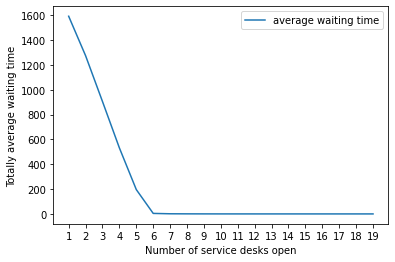 average waiting time
Totally average waiting time
1600
1400
1200
1000
800
600
400
200
0
1 2 3 4 5 6 7 8 9 10 11 12 13 14 15 16 17 18 19
Number of service desks open